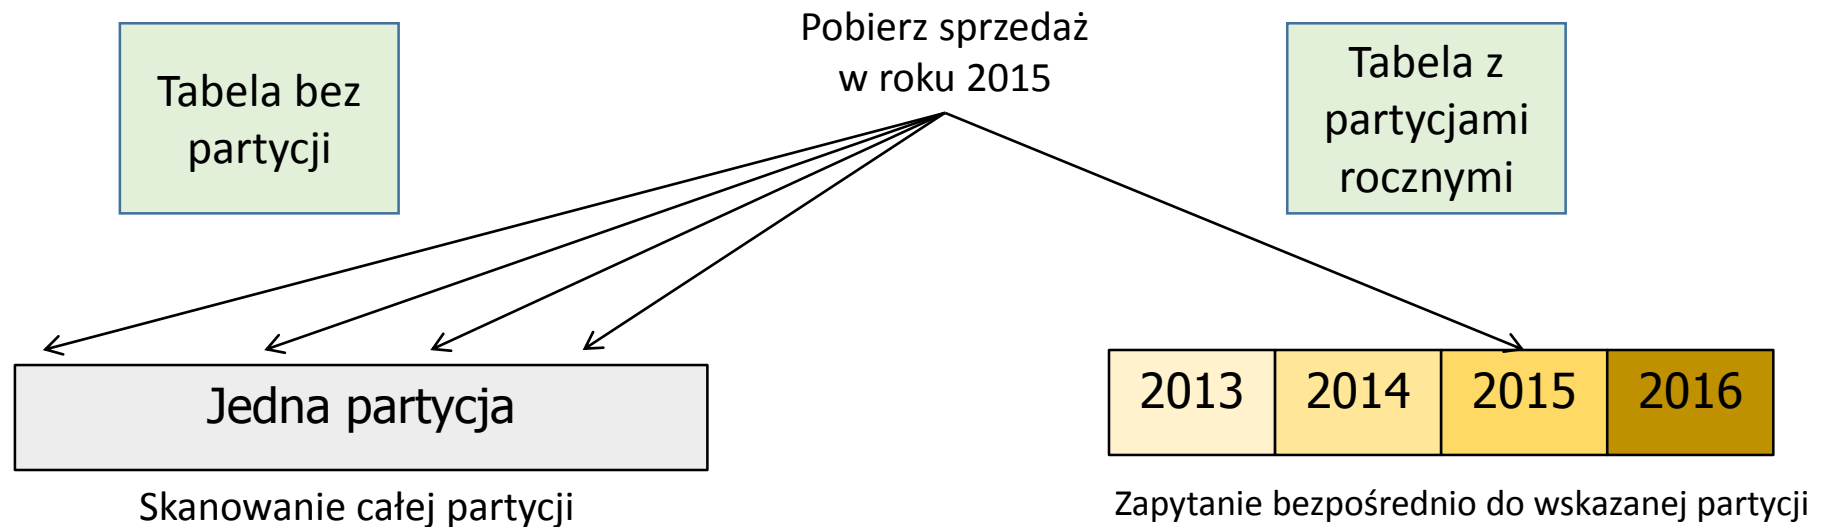 Pobierz sprzedaż
w roku 2015
Tabela bez
partycji
Tabela z
partycjami
rocznymi
Jedna partycja
Skanowanie całej partycji
2013 2014 2015 2016
Zapytanie bezpośrednio do wskazanej partycji